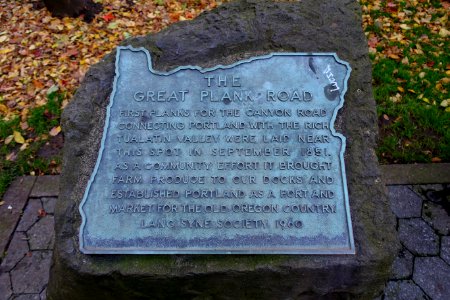 THE
GREAT PLANK ROAD
FIRST PLANKS FOR THE CANYON ROAD
CONNECTING PORTLAND WITH THE RICH
TUALATIN VALLEY WERE LAID NEAR
THIS SPOT IN SEPTEMBER, 1851.
AS A COMMUNITY EFFORT IT BROUGHT
FARM PRODUCE TO OUR DOCKS AND
ESTABLISHED PORTLAND AS A PORT AND
MARKET FOR THE OLD OREGON COUNTRY.
LANG SYNE SOCIETY 1960